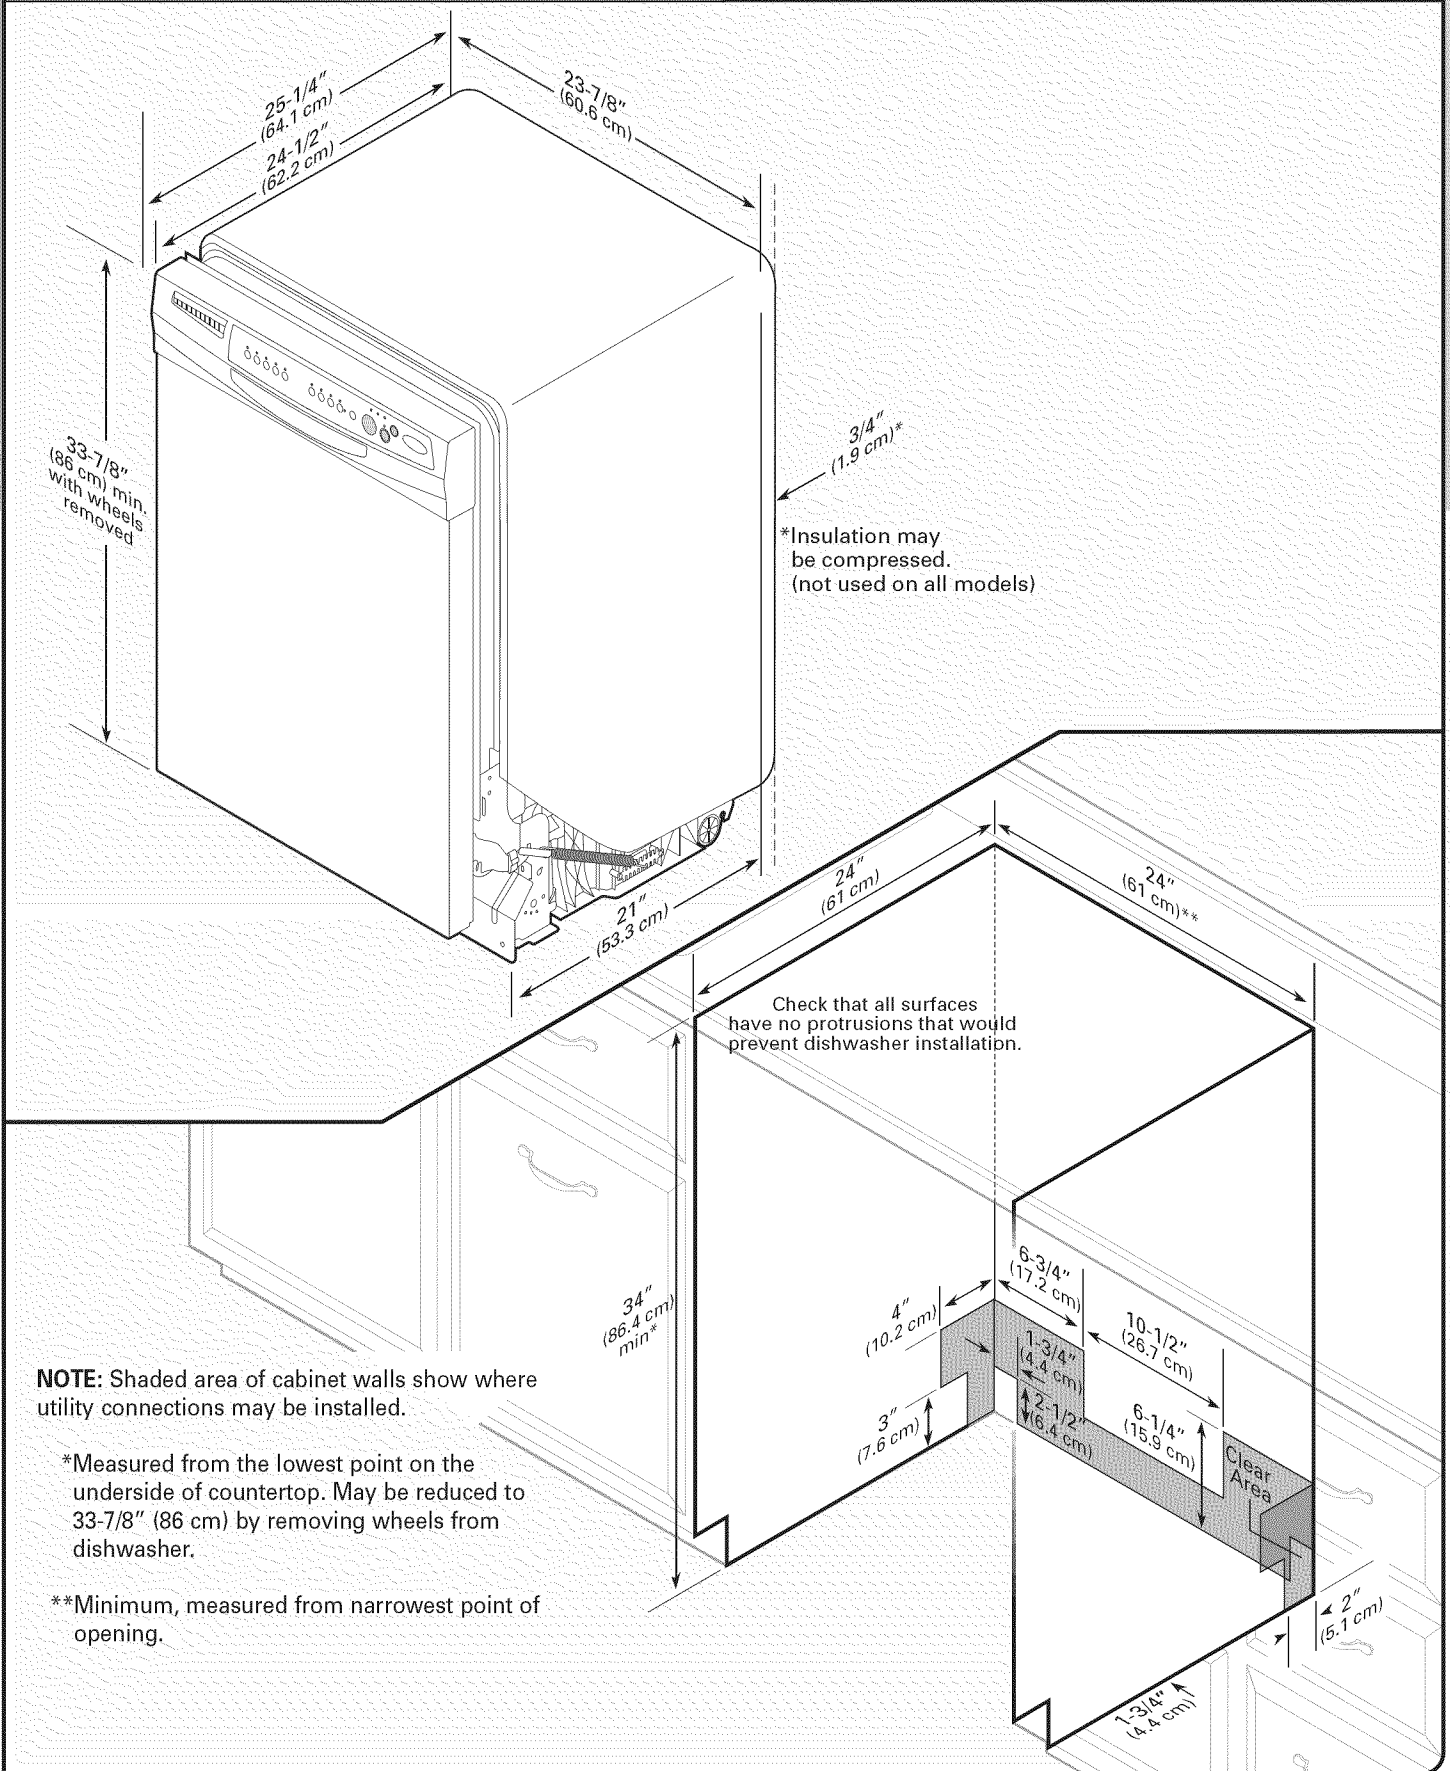 25-1/4"
(64.1 cm)
24-1/2"
(62.2 cm)
23-7/8"
(60.6 cm)
33-7/8"
(86 cm) min.
with wheels
removed
3/4"
(1.9 cm)*
*Insulation may
be compressed.
(not used on all models)
21"
(53.3 cm)
24"
(61 cm)
24"
(61 cm)**
Check that all surfaces
have no protrusions that would
prevent dishwasher installation.
34"
(86.4 cm)
min*
4"
(10.2 cm)
6-3/4"
(17.2 cm)
10-1/2"
(26.7 cm)
1-3/4"
(4.4 cm)
3"
(7.6 cm)
2-1/2"
(6.4 cm)
6-1/4"
(15.9 cm)
Clear
Area
2"
(5.1 cm)
1-3/4"
(4.4 cm)
NOTE: Shaded area of cabinet walls show where
utility connections may be installed.
*Measured from the lowest point on the
underside of countertop. May be reduced to
33-7/8" (86 cm) by removing wheels from
dishwasher.
**Minimum, measured from narrowest point of
opening.